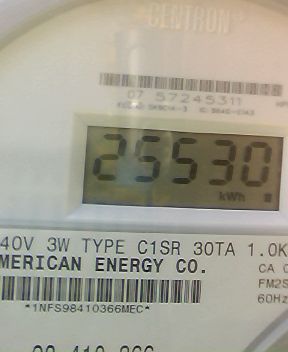 CENTRON
07 57245311
25530
kWh
40V 3W TYPE C1SR 30TA 1.0K
MERICAN ENERGY CO.
CA 0
FM2S
60Hz
*1NFS98410366MEC*